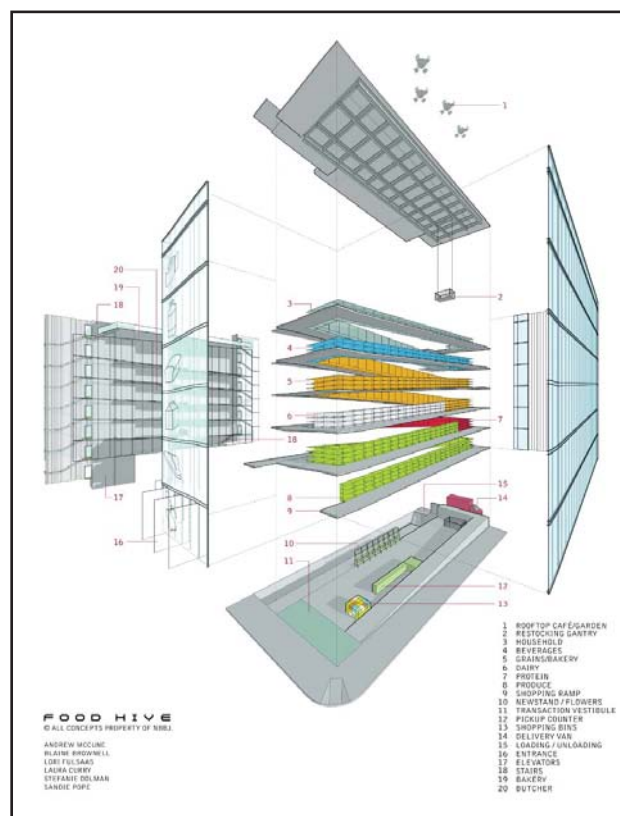 1
2
20
19
18
3
4
5
6
7
18
17
15
14
8
9
16
10
11
12
13
1 ROOFTOP CAFÉ/GARDEN
2 RESTOCKING GANTRY
3 HOUSEHOLD
4 BEVERAGES
5 GRAINS/BAKERY
6 DAIRY
7 PROTEIN
8 PRODUCE
9 SHOPPING RAMP
10 NEWSTAND / FLOWERS
11 TRANSACTION VESTIBULE
12 PICKUP COUNTER
13 SHOPPING BINS
14 DELIVERY VAN
15 LOADING / UNLOADING
16 ENTRANCE
17 ELEVATORS
18 STAIRS
19 BAKERY
20 BUTCHER
FOOD HIVE
© ALL CONCEPTS PROPERTY OF NBBJ
ANDREW MCCUNE
BLAINE BROWNELL
LORI FULSAAS
LAURA CURRY
STEFANIE DOLMAN
SANDIE POPE